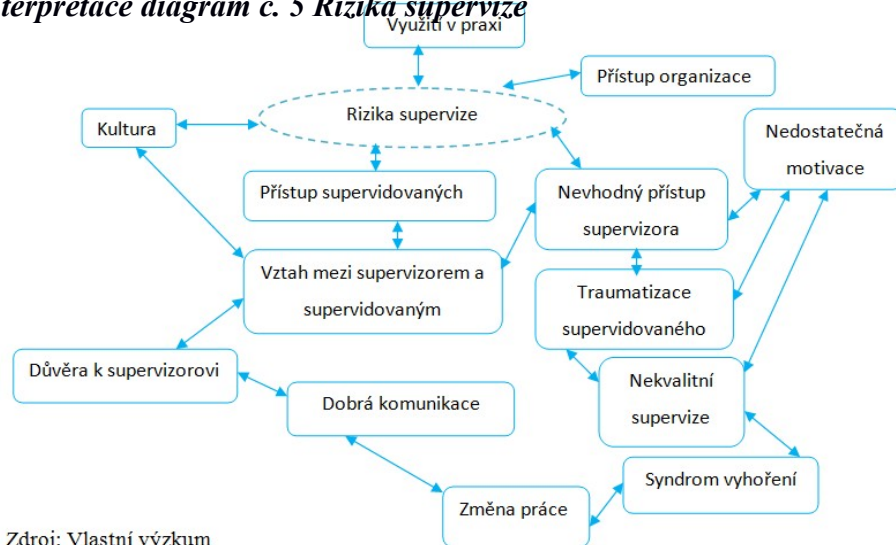 terpretace diagram č. 5 Rizika supervize
Využití v praxi
Přístup organizace
Rizika supervize
Kultura
Nedostatečná
motivace
Přístup supervidovaných
Nevhodný přístup
supervizora
Vztah mezi supervizorem a
supervidovaným
Traumatizace
supervidovaného
Důvěra k supervizorovi
Nekvalitní
supervize
Dobrá komunikace
Syndrom vyhoření
Změna práce
Zdroj: Vlastní výzkum